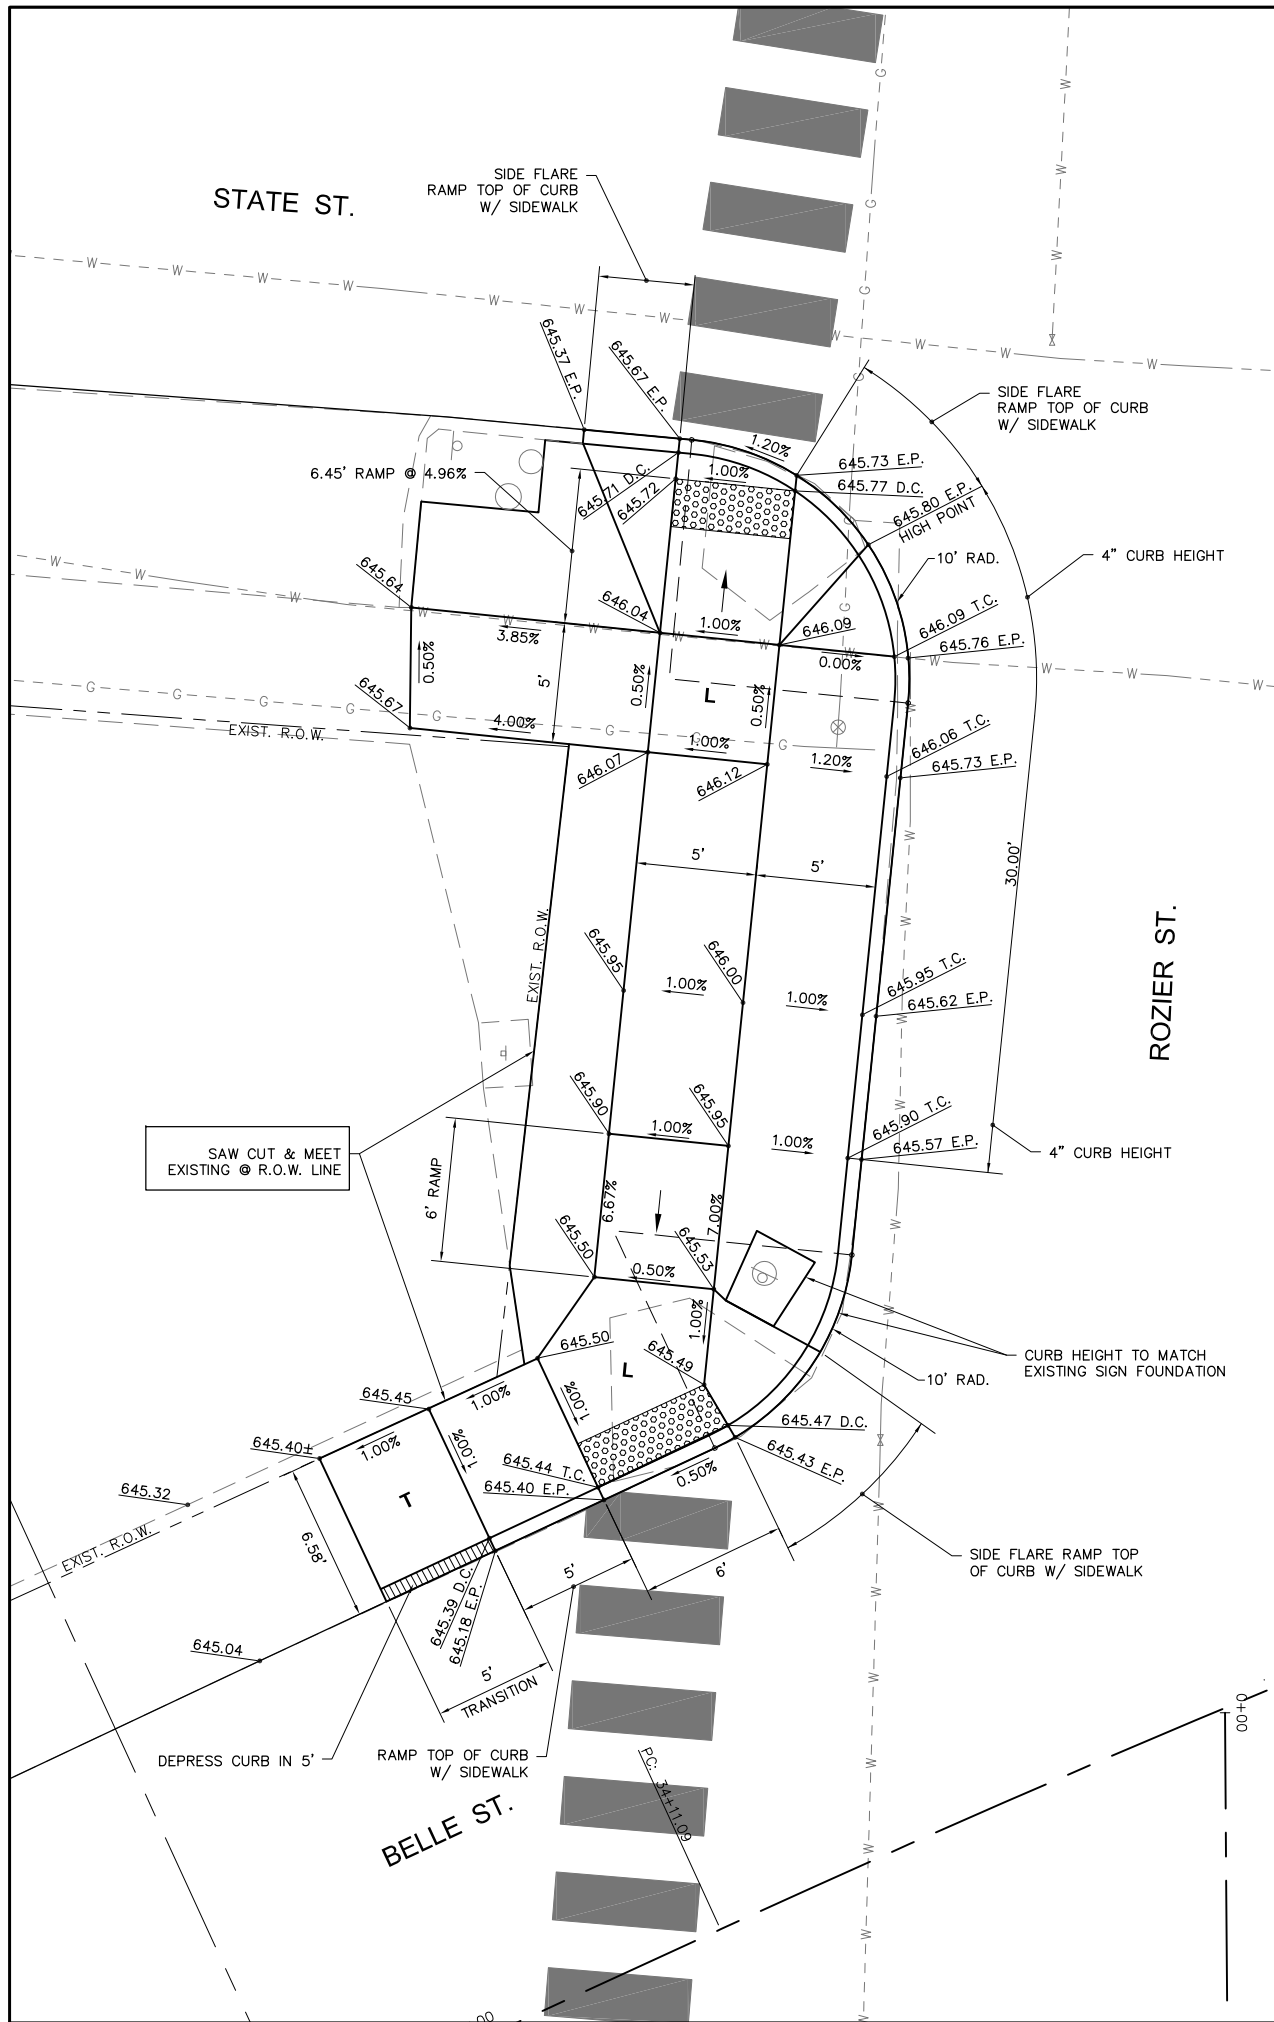 STATE ST.
SIDE FLARE
RAMP TOP OF CURB
W/ SIDEWALK
645.37 E.P.
645.67 E.P.
SIDE FLARE
RAMP TOP OF CURB
W/ SIDEWALK
1.20%
645.73 E.P.
645.77 D.C.
6.45' RAMP @ 4.96%
645.71 D.C.
645.72
1.00%
645.80 E.P.
HIGH POINT
10' RAD.
4" CURB HEIGHT
645.64
646.04
1.00%
646.09
646.09 T.C.
645.76 E.P.
3.85%
0.00%
0.50%
5'
0.50%
L
0.50%
645.67
4.00%
1.00%
EXIST. R.O.W.
646.07
646.12
1.20%
646.06 T.C.
645.73 E.P.
5'
5'
30.00'
ROZIER ST.
EXIST. R.O.W.
645.95
646.00
1.00%
1.00%
645.95 T.C.
645.62 E.P.
645.90
645.95
1.00%
1.00%
645.90 T.C.
645.57 E.P.
4" CURB HEIGHT
SAW CUT & MEET
EXISTING @ R.O.W. LINE
6' RAMP
6.67%
7.00%
645.50
645.53
0.50%
1.00%
645.50
645.49
L
CURB HEIGHT TO MATCH
EXISTING SIGN FOUNDATION
10' RAD.
645.45
1.00%
1.00%
645.40±
1.00%
1.00%
645.47 D.C.
645.43 E.P.
645.44 T.C.
645.40 E.P.
0.50%
645.32
T
EXIST. R.O.W.
6.58'
5'
6'
SIDE FLARE RAMP TOP
OF CURB W/ SIDEWALK
645.39 D.C.
645.18 E.P.
645.04
5'
TRANSITION
DEPRESS CURB IN 5'
RAMP TOP OF CURB
W/ SIDEWALK
PC: 34+11.09
0+00
BELLE ST.
00
W W W W W W W W W W W W
G G G G G G G G